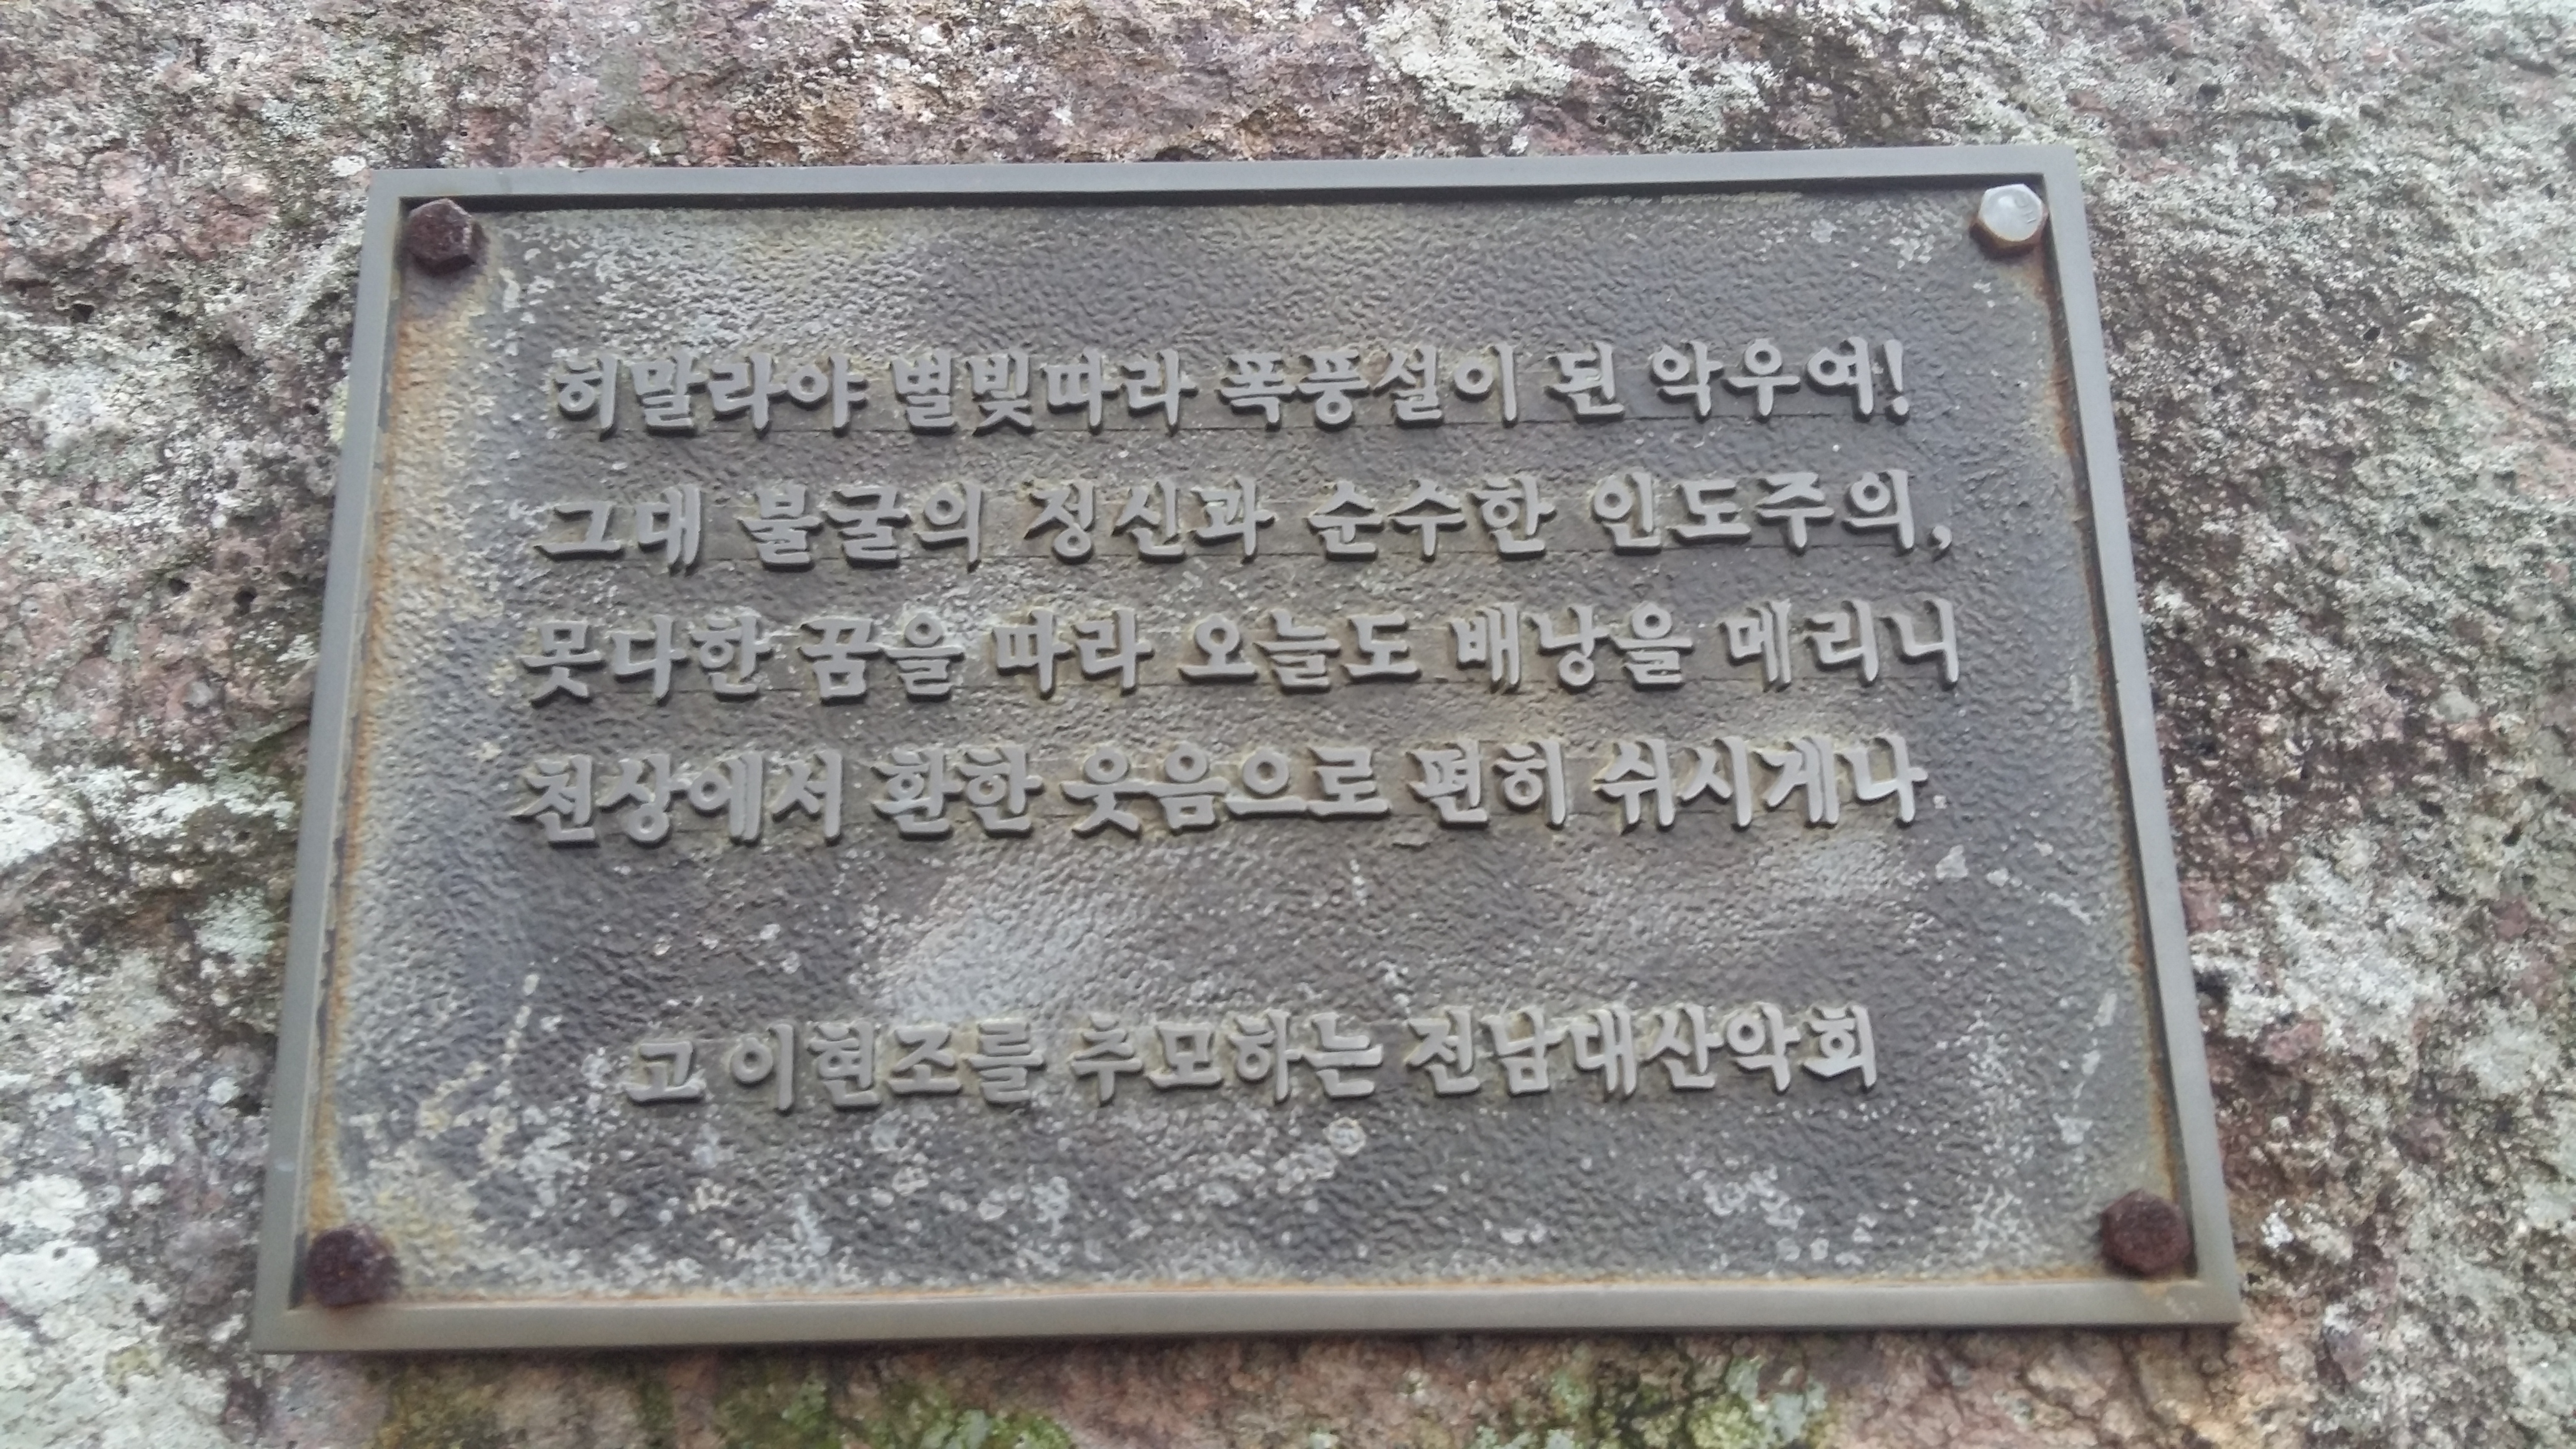 히말라야 별빛따라 폭풍설이 된 악우여!
그대 불굴의 정신과 순수한 인도주의,
못다한 꿈을 따라 오늘도 배낭을 메리니
천상에서 환한 웃음으로 편히 쉬시게나
고 이현조를 추모하는 전남대산악회